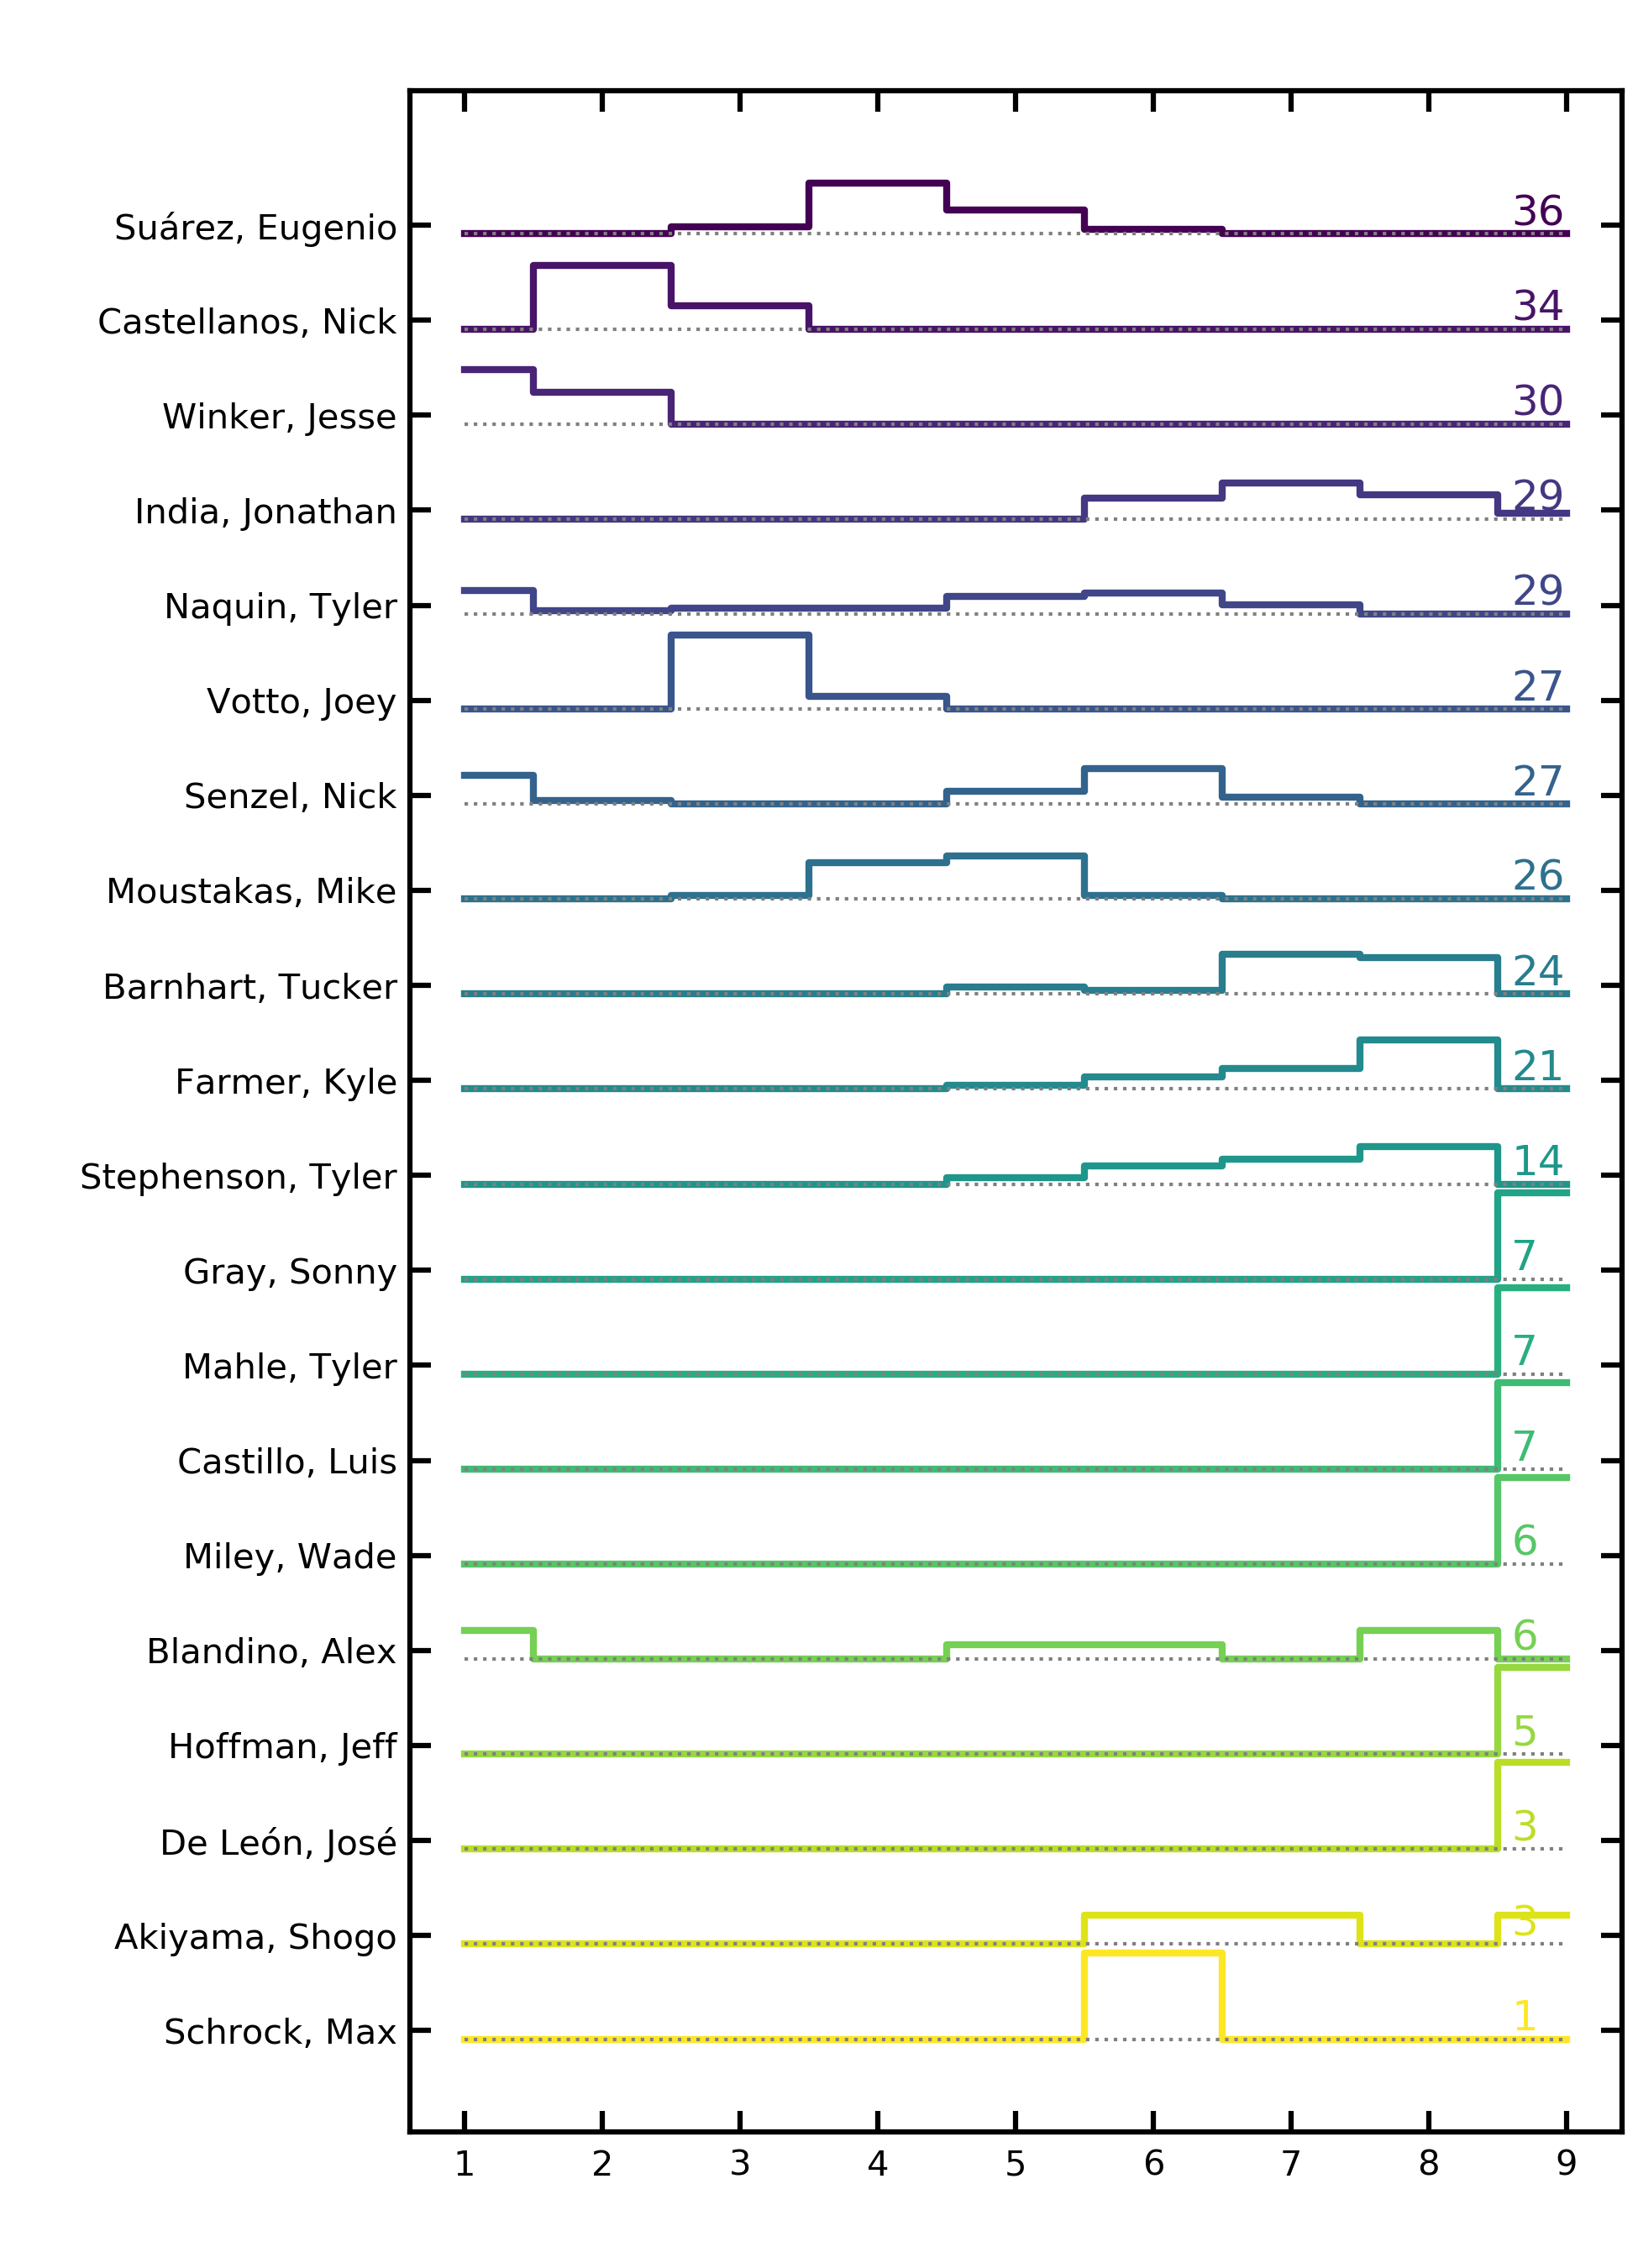 Suárez, Eugenio 36
Castellanos, Nick 34
Winker, Jesse 30
India, Jonathan 29
Naquin, Tyler 29
Votto, Joey 27
Senzel, Nick 27
Moustakas, Mike 26
Barnhart, Tucker 24
Farmer, Kyle 21
Stephenson, Tyler 14
Gray, Sonny 7
Mahle, Tyler 7
Castillo, Luis 7
Miley, Wade 6
Blandino, Alex 6
Hoffman, Jeff 5
De León, José 3
Akiyama, Shogo 3
Schrock, Max 1
1 2 3 4 5 6 7 8 9